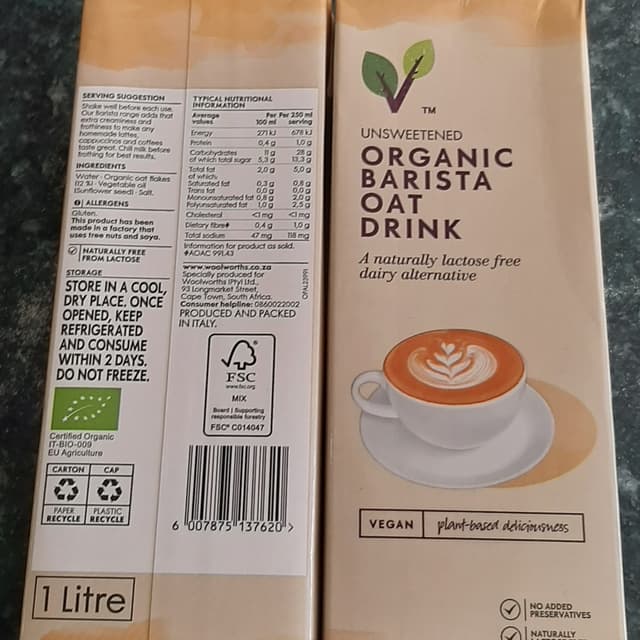 SERVING SUGGESTION
Shake well before each use.
Our barista range adds that
extra creaminess and
frothiness to make any
homemade lattes,
cappuccinos and coffees
taste great. Chill milk before
frothing for best results.
INGREDIENTS
Water · Organic oat flakes
(12 %) · Vegetable oil
(Sunflower seed) · Salt.
ALLERGENS
Gluten.
This product has been
made in a factory that
uses tree nuts and soya.
NATURALLY FREE
FROM LACTOSE
STORAGE
STORE IN A COOL,
DRY PLACE. ONCE
OPENED, KEEP
REFRIGERATED
AND CONSUME
WITHIN 2 DAYS.
DO NOT FREEZE.
Certified Organic
IT-BIO-009
EU Agriculture
CARTON CAP
PAPER PLASTIC
RECYCLE RECYCLE
1 Litre
TYPICAL NUTRITIONAL
INFORMATION
Average Per Per 250 ml
values 100 ml serving
Energy 271 kJ 678 kJ
Protein 0,4 g 1,0 g
Carbohydrates 11 g 28 g
of which total sugar 5,3 g 13,3 g
Total fat 2,0 g 5,0 g
of which:
Saturated fat 0,3 g 0,8 g
Trans fat 0,0 g 0,0 g
Monounsaturated fat 0,8 g 2,0 g
Polyunsaturated fat 1,0 g 2,5 g
Cholesterol <1 mg <1 mg
Dietary fibre# 0,4 g 1,0 g
Total sodium 47 mg 118 mg
Information for product as sold.
#AOAC 991.43
www.woolworths.co.za
Specially produced for
Woolworths (Pty) Ltd.,
93 Longmarket Street,
Cape Town, South Africa.
Consumer helpline: 0860022002
PRODUCED AND PACKED
IN ITALY.
FSC
www.fsc.org
MIX
Board | Supporting
responsible forestry
FSC® C014047
6 007875 137620 >
TM
UNSWEETENED
ORGANIC
BARISTA
OAT
DRINK
A naturally lactose free
dairy alternative
VEGAN plant-based deliciousness
NO ADDED
PRESERVATIVES
NATURALLY